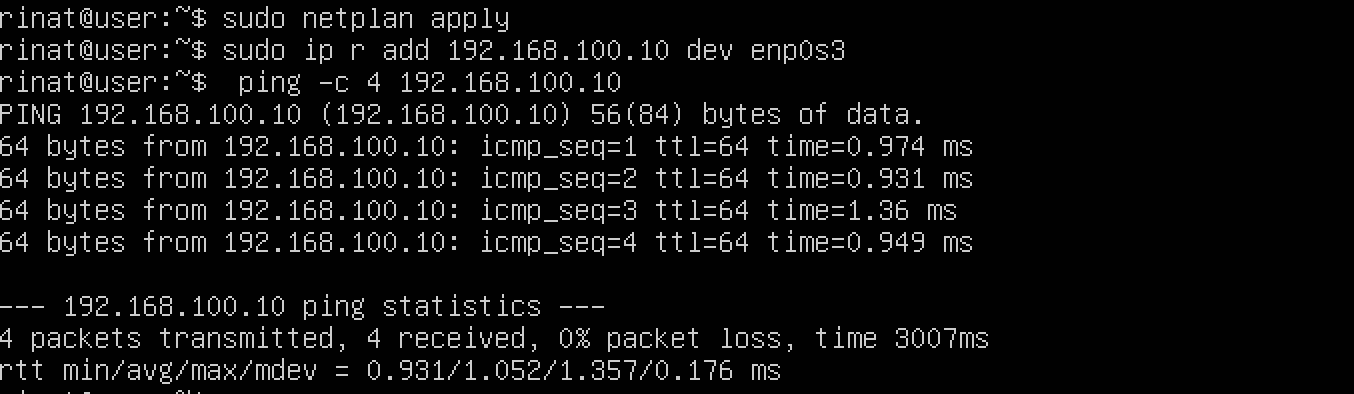 rinat@user:~$ sudo netplan apply
rinat@user:~$ sudo ip r add 192.168.100.10 dev enp0s3
rinat@user:~$  ping -c 4 192.168.100.10
PING 192.168.100.10 (192.168.100.10) 56(84) bytes of data.
64 bytes from 192.168.100.10: icmp_seq=1 ttl=64 time=0.974 ms
64 bytes from 192.168.100.10: icmp_seq=2 ttl=64 time=0.931 ms
64 bytes from 192.168.100.10: icmp_seq=3 ttl=64 time=1.36 ms
64 bytes from 192.168.100.10: icmp_seq=4 ttl=64 time=0.949 ms

--- 192.168.100.10 ping statistics ---
4 packets transmitted, 4 received, 0% packet loss, time 3007ms
rtt min/avg/max/mdev = 0.931/1.052/1.357/0.176 ms